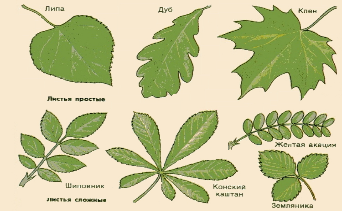 Липа
Дуб
Клен
Листья простые
Желтая акация
Шиповник
Конский
каштан
Листья сложные
Земляника